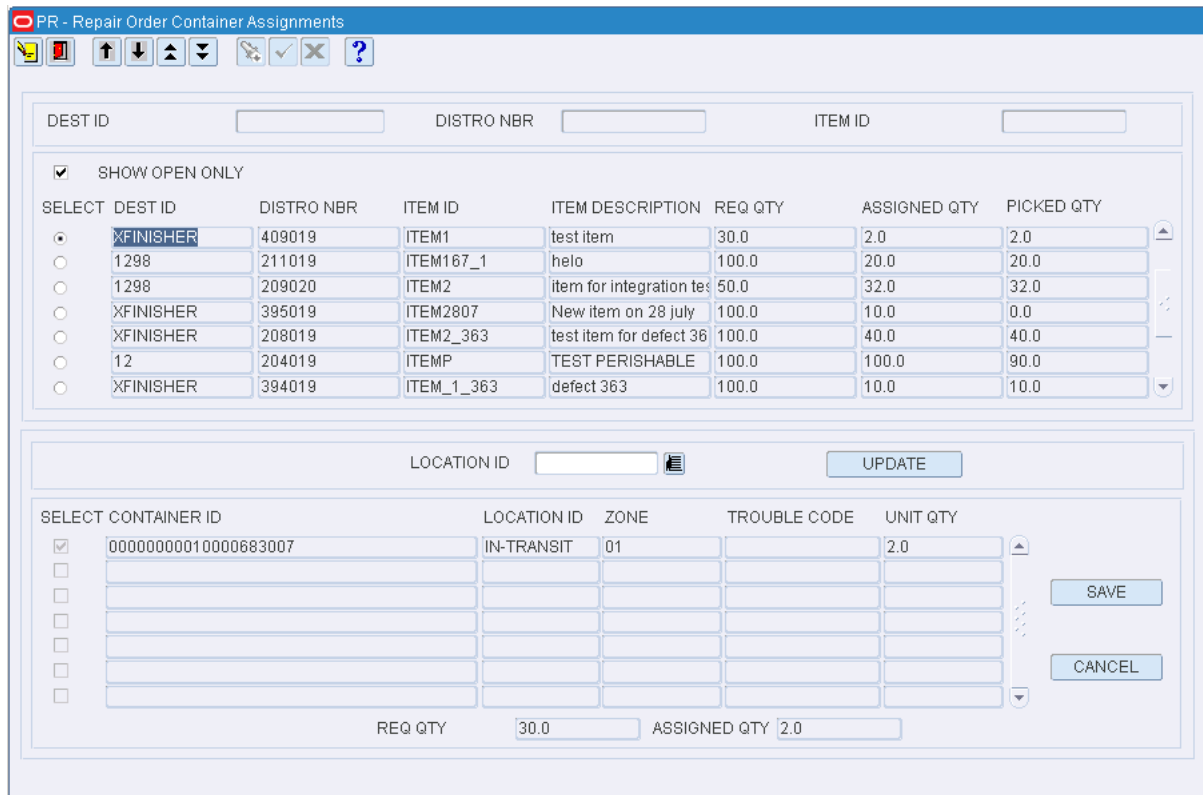 PR - Repair Order Container Assignments
?
DEST ID DISTRO NBR ITEM ID
SHOW OPEN ONLY
SELECT DEST ID DISTRO NBR ITEM ID ITEM DESCRIPTION REQ QTY ASSIGNED QTY PICKED QTY
XFINISHER 409019 ITEM1 test item 30.0 2.0 2.0
1298 211019 ITEM167_1 helo 100.0 20.0 20.0
1298 209020 ITEM2 item for integration tes 50.0 32.0 32.0
XFINISHER 395019 ITEM2807 New item on 28 july 100.0 10.0 0.0
XFINISHER 208019 ITEM2_363 test item for defect 36 100.0 40.0 40.0
12 204019 ITEMP TEST PERISHABLE 100.0 100.0 90.0
XFINISHER 394019 ITEM_1_363 defect 363 100.0 10.0 10.0
LOCATION ID UPDATE
SELECT CONTAINER ID LOCATION ID ZONE TROUBLE CODE UNIT QTY
00000000010000683007 IN-TRANSIT 01 2.0
SAVE
CANCEL
REQ QTY 30.0 ASSIGNED QTY 2.0